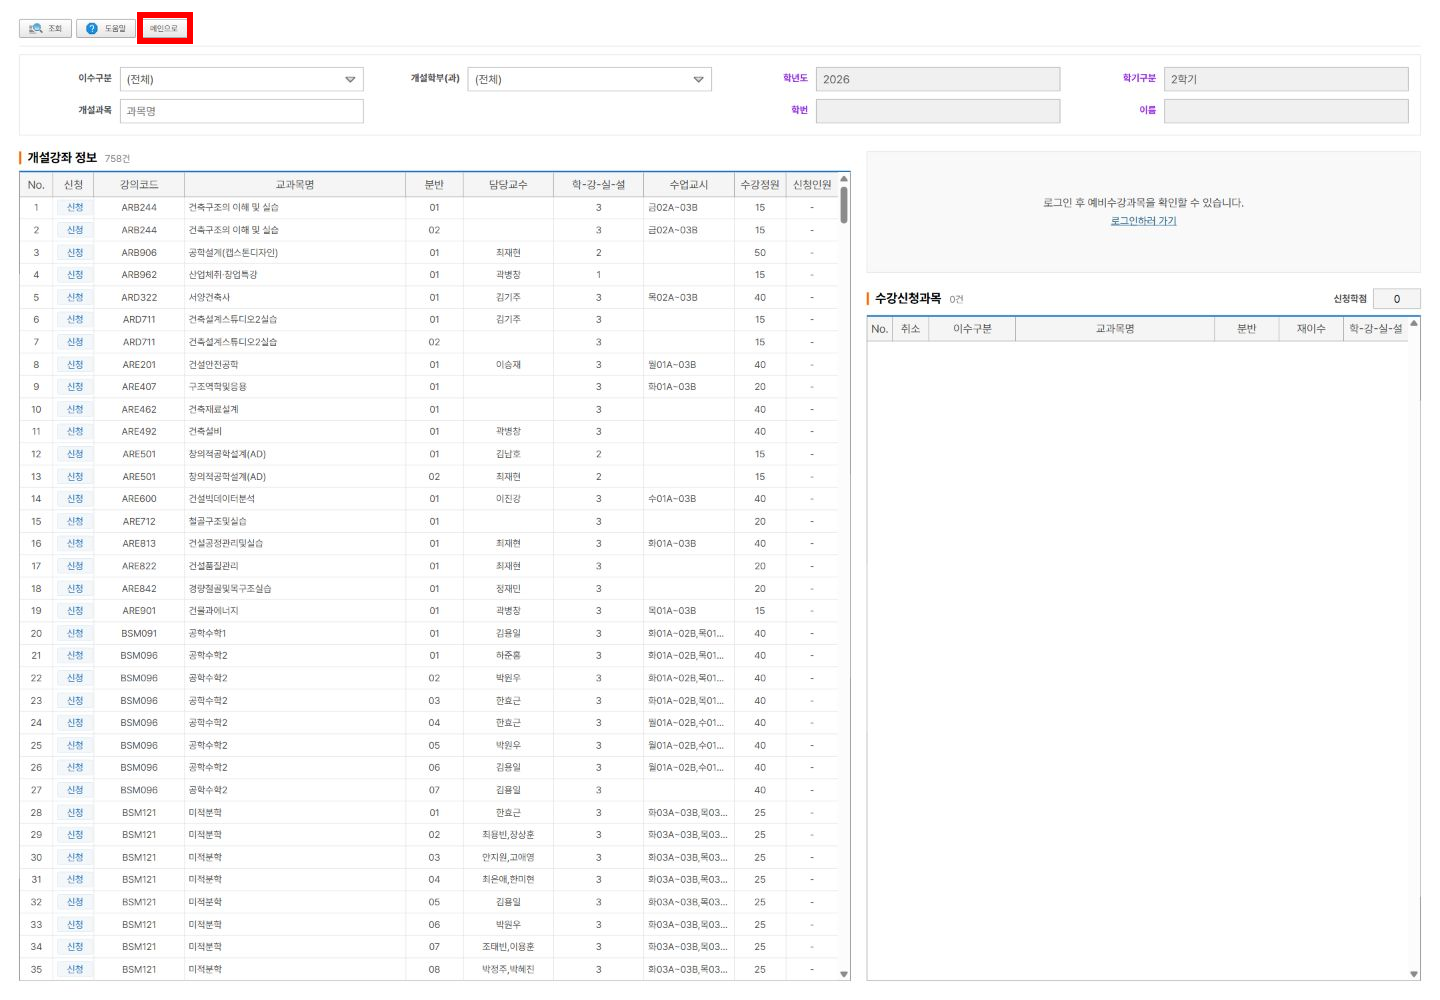 조회 도움말 메인으로
이수구분 (전체) 개설학부(과) (전체) 학년도 2026 학기구분 2학기
개설과목 과목명 학번 이름
개설강좌 정보 758건
No. 신청 강의코드 교과목명 분반 담당교수 학-강-실-설 수업교시 수강정원 신청인원
1 신청 ARB244 건축구조의 이해 및 실습 01 3 금02A~03B 15 -
2 신청 ARB244 건축구조의 이해 및 실습 02 3 금02A~03B 15 -
3 신청 ARB906 공학설계(캡스톤디자인) 01 최재현 2 50 -
4 신청 ARB962 산업체취·창업특강 01 곽병창 1 15 -
5 신청 ARD322 서양건축사 01 김기주 3 목02A~03B 40 -
6 신청 ARD711 건축설계스튜디오2실습 01 김기주 3 15 -
7 신청 ARD711 건축설계스튜디오2실습 02 3 15 -
8 신청 ARE201 건설안전공학 01 이승재 3 월01A~03B 40 -
9 신청 ARE407 구조역학및응용 01 3 화01A~03B 20 -
10 신청 ARE462 건축재료설계 01 3 40 -
11 신청 ARE492 건축설비 01 곽병창 3 40 -
12 신청 ARE501 창의적공학설계(AD) 01 김남호 2 15 -
13 신청 ARE501 창의적공학설계(AD) 02 최재현 2 15 -
14 신청 ARE600 건설빅데이터분석 01 이진강 3 수01A~03B 40 -
15 신청 ARE712 철골구조및실습 01 3 20 -
16 신청 ARE813 건설공정관리및실습 01 최재현 3 화01A~03B 40 -
17 신청 ARE822 건설품질관리 01 최재현 3 20 -
18 신청 ARE842 경량철골및목구조실습 01 정재민 3 20 -
19 신청 ARE901 건물과에너지 01 곽병창 3 목01A~03B 15 -
20 신청 BSM091 공학수학1 01 김용일 3 화01A~02B,목01... 40 -
21 신청 BSM096 공학수학2 01 하준홍 3 화01A~02B,목01... 40 -
22 신청 BSM096 공학수학2 02 박원우 3 화01A~02B,목01... 40 -
23 신청 BSM096 공학수학2 03 한효근 3 화01A~02B,목01... 40 -
24 신청 BSM096 공학수학2 04 한효근 3 월01A~02B,수01... 40 -
25 신청 BSM096 공학수학2 05 박원우 3 월01A~02B,수01... 40 -
26 신청 BSM096 공학수학2 06 김용일 3 월01A~02B,수01... 40 -
27 신청 BSM096 공학수학2 07 김용일 3 40 -
28 신청 BSM121 미적분학 01 한효근 3 화03A~03B,목03... 25 -
29 신청 BSM121 미적분학 02 최용빈,장상훈 3 화03A~03B,목03... 25 -
30 신청 BSM121 미적분학 03 안지원,고애영 3 화03A~03B,목03... 25 -
31 신청 BSM121 미적분학 04 최은애,한미현 3 화03A~03B,목03... 25 -
32 신청 BSM121 미적분학 05 김용일 3 화03A~03B,목03... 25 -
33 신청 BSM121 미적분학 06 박원우 3 화03A~03B,목03... 25 -
34 신청 BSM121 미적분학 07 조태빈,이용훈 3 화03A~03B,목03... 25 -
35 신청 BSM121 미적분학 08 박정주,박혜진 3 화03A~03B,목03... 25 -
로그인 후 예비수강과목을 확인할 수 있습니다.
로그인하러 가기
수강신청과목 0건 신청학점 0
No. 취소 이수구분 교과목명 분반 재이수 학-강-실-설